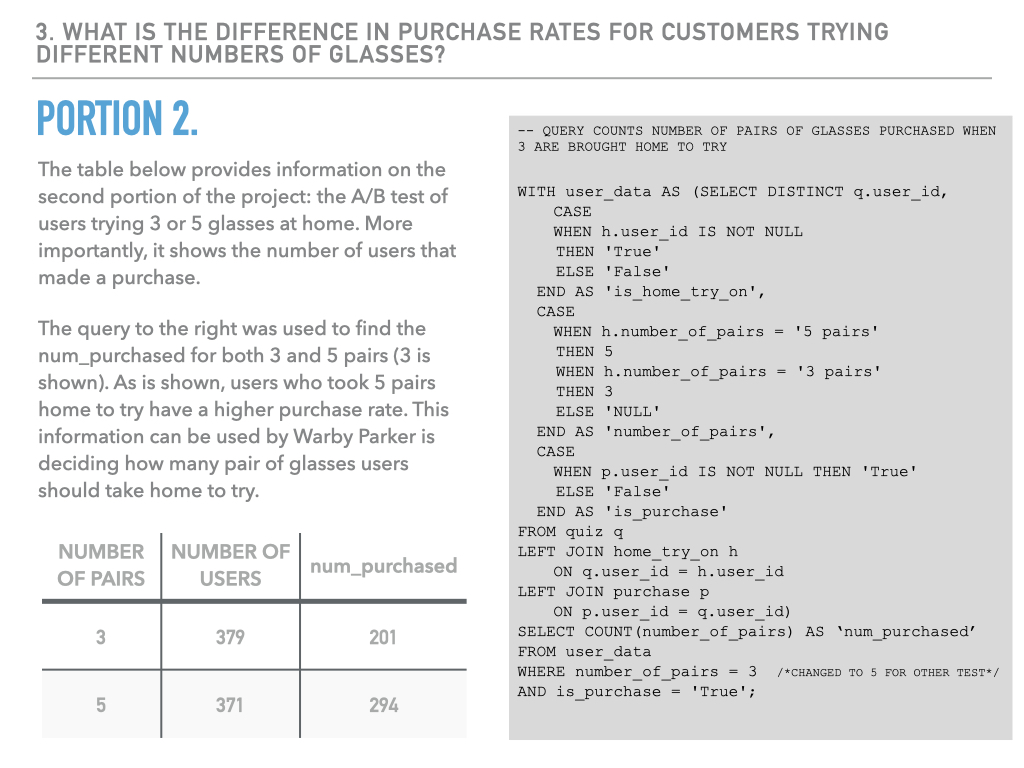 3. WHAT IS THE DIFFERENCE IN PURCHASE RATES FOR CUSTOMERS TRYING
DIFFERENT NUMBERS OF GLASSES?
PORTION 2.
The table below provides information on the
second portion of the project: the A/B test of
users trying 3 or 5 glasses at home. More
importantly, it shows the number of users that
made a purchase.
The query to the right was used to find the
num_purchased for both 3 and 5 pairs (3 is
shown). As is shown, users who took 5 pairs
home to try have a higher purchase rate. This
information can be used by Warby Parker is
deciding how many pair of glasses users
should take home to try.
NUMBER OF PAIRS NUMBER OF USERS num_purchased
3 379 201
5 371 294
-- QUERY COUNTS NUMBER OF PAIRS OF GLASSES PURCHASED WHEN
3 ARE BROUGHT HOME TO TRY
WITH user_data AS (SELECT DISTINCT q.user_id,
CASE
WHEN h.user_id IS NOT NULL
THEN 'True'
ELSE 'False'
END AS 'is_home_try_on',
CASE
WHEN h.number_of_pairs = '5 pairs'
THEN 5
WHEN h.number_of_pairs = '3 pairs'
THEN 3
ELSE 'NULL'
END AS 'number_of_pairs',
CASE
WHEN p.user_id IS NOT NULL THEN 'True'
ELSE 'False'
END AS 'is_purchase'
FROM quiz q
LEFT JOIN home_try_on h
ON q.user_id = h.user_id
LEFT JOIN purchase p
ON p.user_id = q.user_id)
SELECT COUNT(number_of_pairs) AS ‘num_purchased’
FROM user_data
WHERE number_of_pairs = 3 /*CHANGED TO 5 FOR OTHER TEST*/
AND is_purchase = 'True';